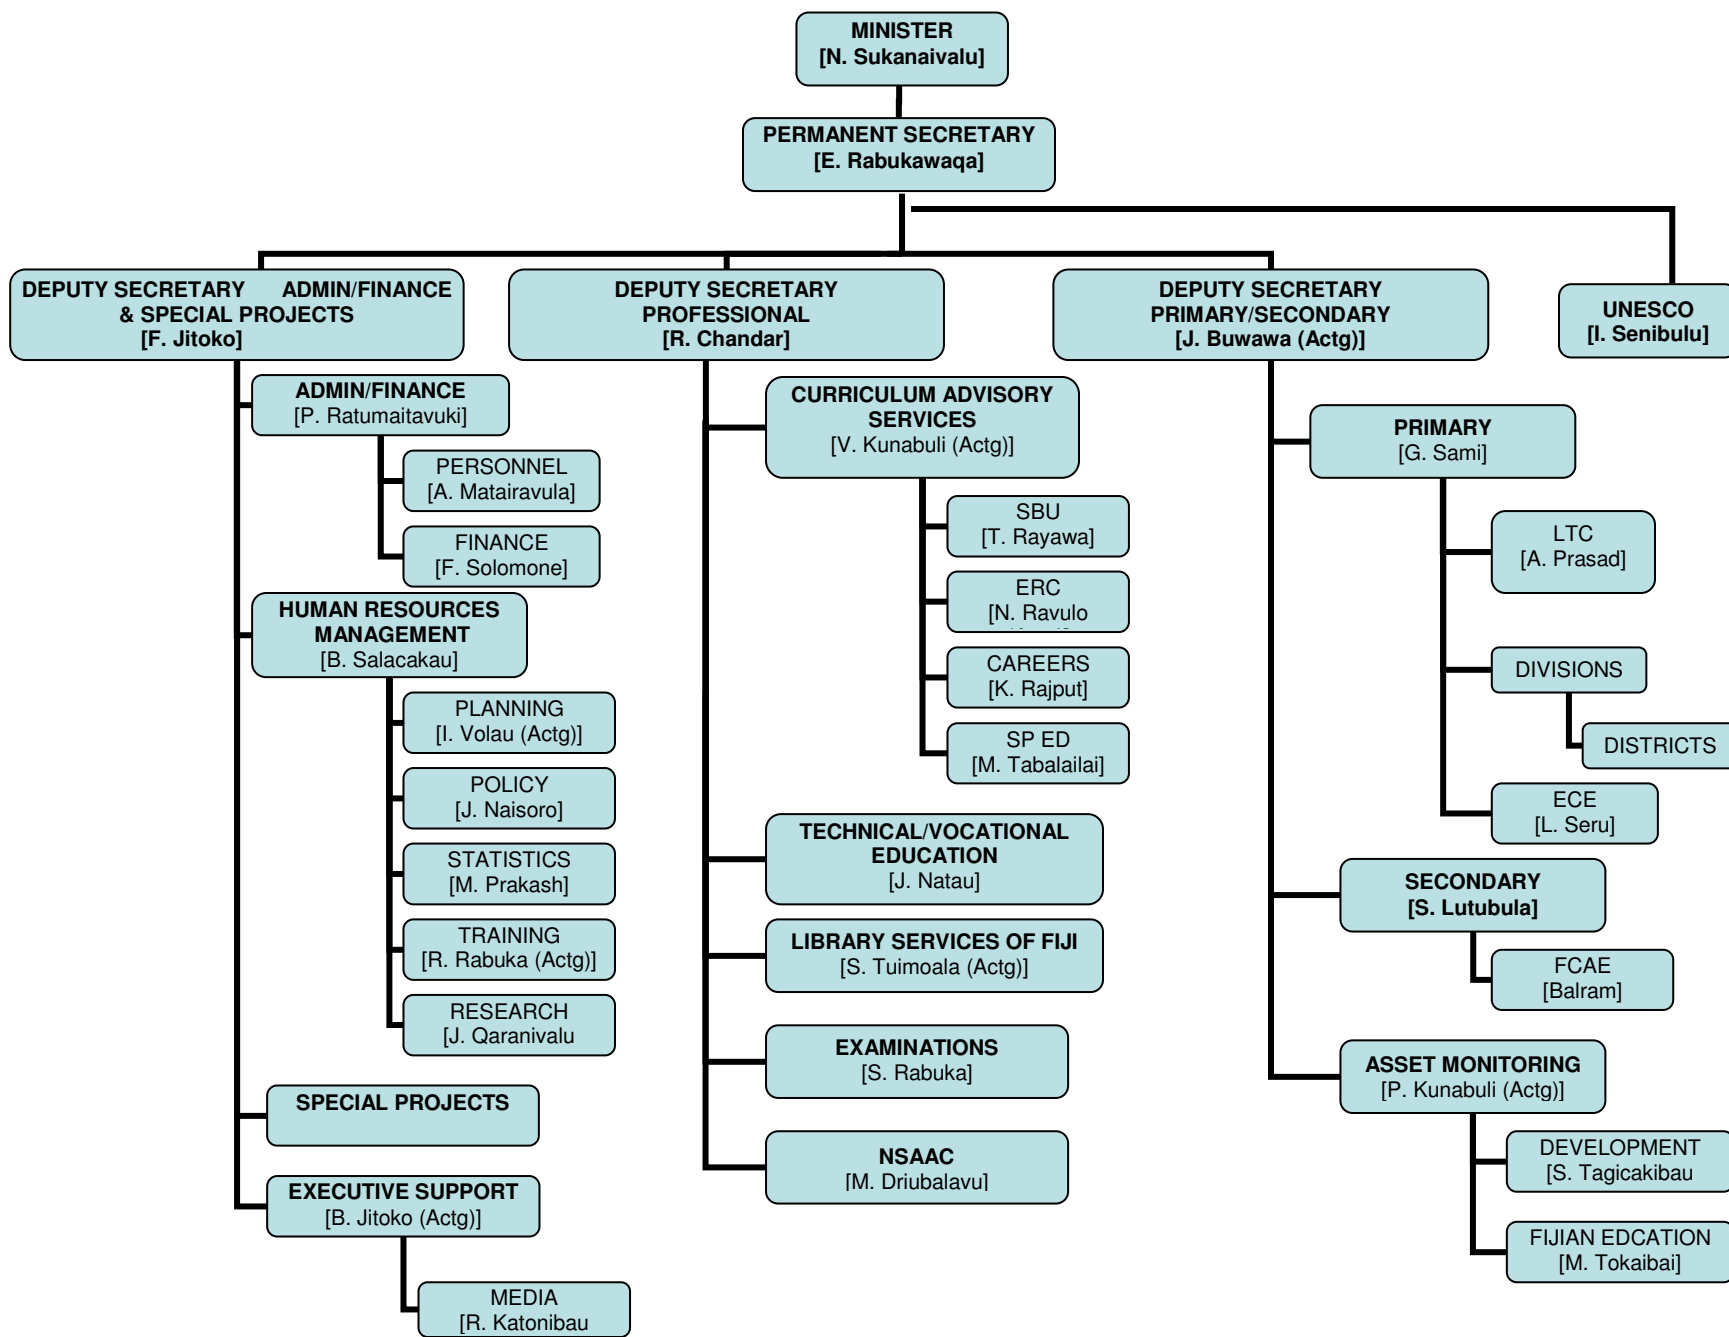 MINISTER
[N. Sukanaivalu]
PERMANENT SECRETARY
[E. Rabukawaqa]
DEPUTY SECRETARY ADMIN/FINANCE
& SPECIAL PROJECTS
[F. Jitoko]
ADMIN/FINANCE
[P. Ratumaitavuki]
PERSONNEL
[A. Matairavula]
FINANCE
[F. Solomone]
HUMAN RESOURCES
MANAGEMENT
[B. Salacakau]
PLANNING
[I. Volau (Actg)]
POLICY
[J. Naisoro]
STATISTICS
[M. Prakash]
TRAINING
[R. Rabuka (Actg)]
RESEARCH
[J. Qaranivalu
SPECIAL PROJECTS
EXECUTIVE SUPPORT
[B. Jitoko (Actg)]
MEDIA
[R. Katonibau
DEPUTY SECRETARY
PROFESSIONAL
[R. Chandar]
CURRICULUM ADVISORY
SERVICES
[V. Kunabuli (Actg)]
SBU
[T. Rayawa]
ERC
[N. Ravulo
CAREERS
[K. Rajput]
SP ED
[M. Tabalailai]
TECHNICAL/VOCATIONAL
EDUCATION
[J. Natau]
LIBRARY SERVICES OF FIJI
[S. Tuimoala (Actg)]
EXAMINATIONS
[S. Rabuka]
NSAAC
[M. Driubalavu]
DEPUTY SECRETARY
PRIMARY/SECONDARY
[J. Buwawa (Actg)]
PRIMARY
[G. Sami]
LTC
[A. Prasad]
DIVISIONS
DISTRICTS
ECE
[L. Seru]
SECONDARY
[S. Lutubula]
FCAE
[Balram]
ASSET MONITORING
[P. Kunabuli (Actg)]
DEVELOPMENT
[S. Tagicakibau
FIJIAN EDCATION
[M. Tokaibai]
UNESCO
[I. Senibulu]